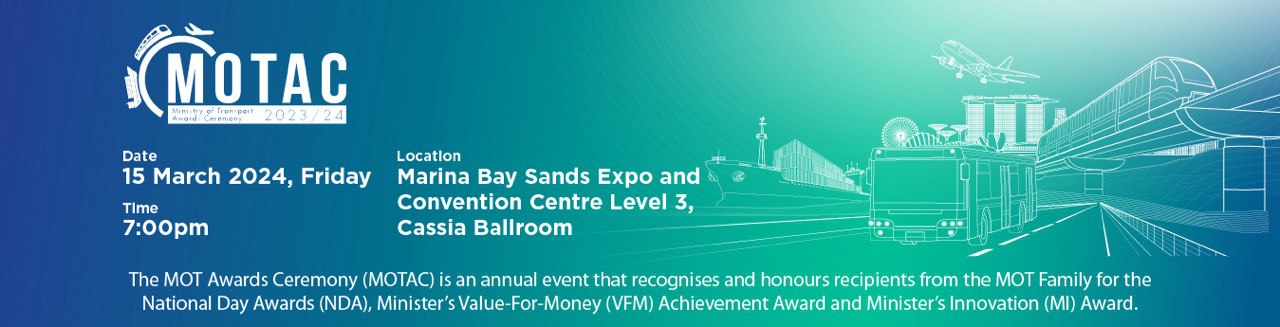 MOTAC
Ministry of Transport
Awards Ceremony 2023/24
Date
15 March 2024, Friday
Time
7:00pm
Location
Marina Bay Sands Expo and
Convention Centre Level 3,
Cassia Ballroom
The MOT Awards Ceremony (MOTAC) is an annual event that recognises and honours recipients from the MOT Family for the
National Day Awards (NDA), Minister’s Value-For-Money (VFM) Achievement Award and Minister’s Innovation (MI) Award.